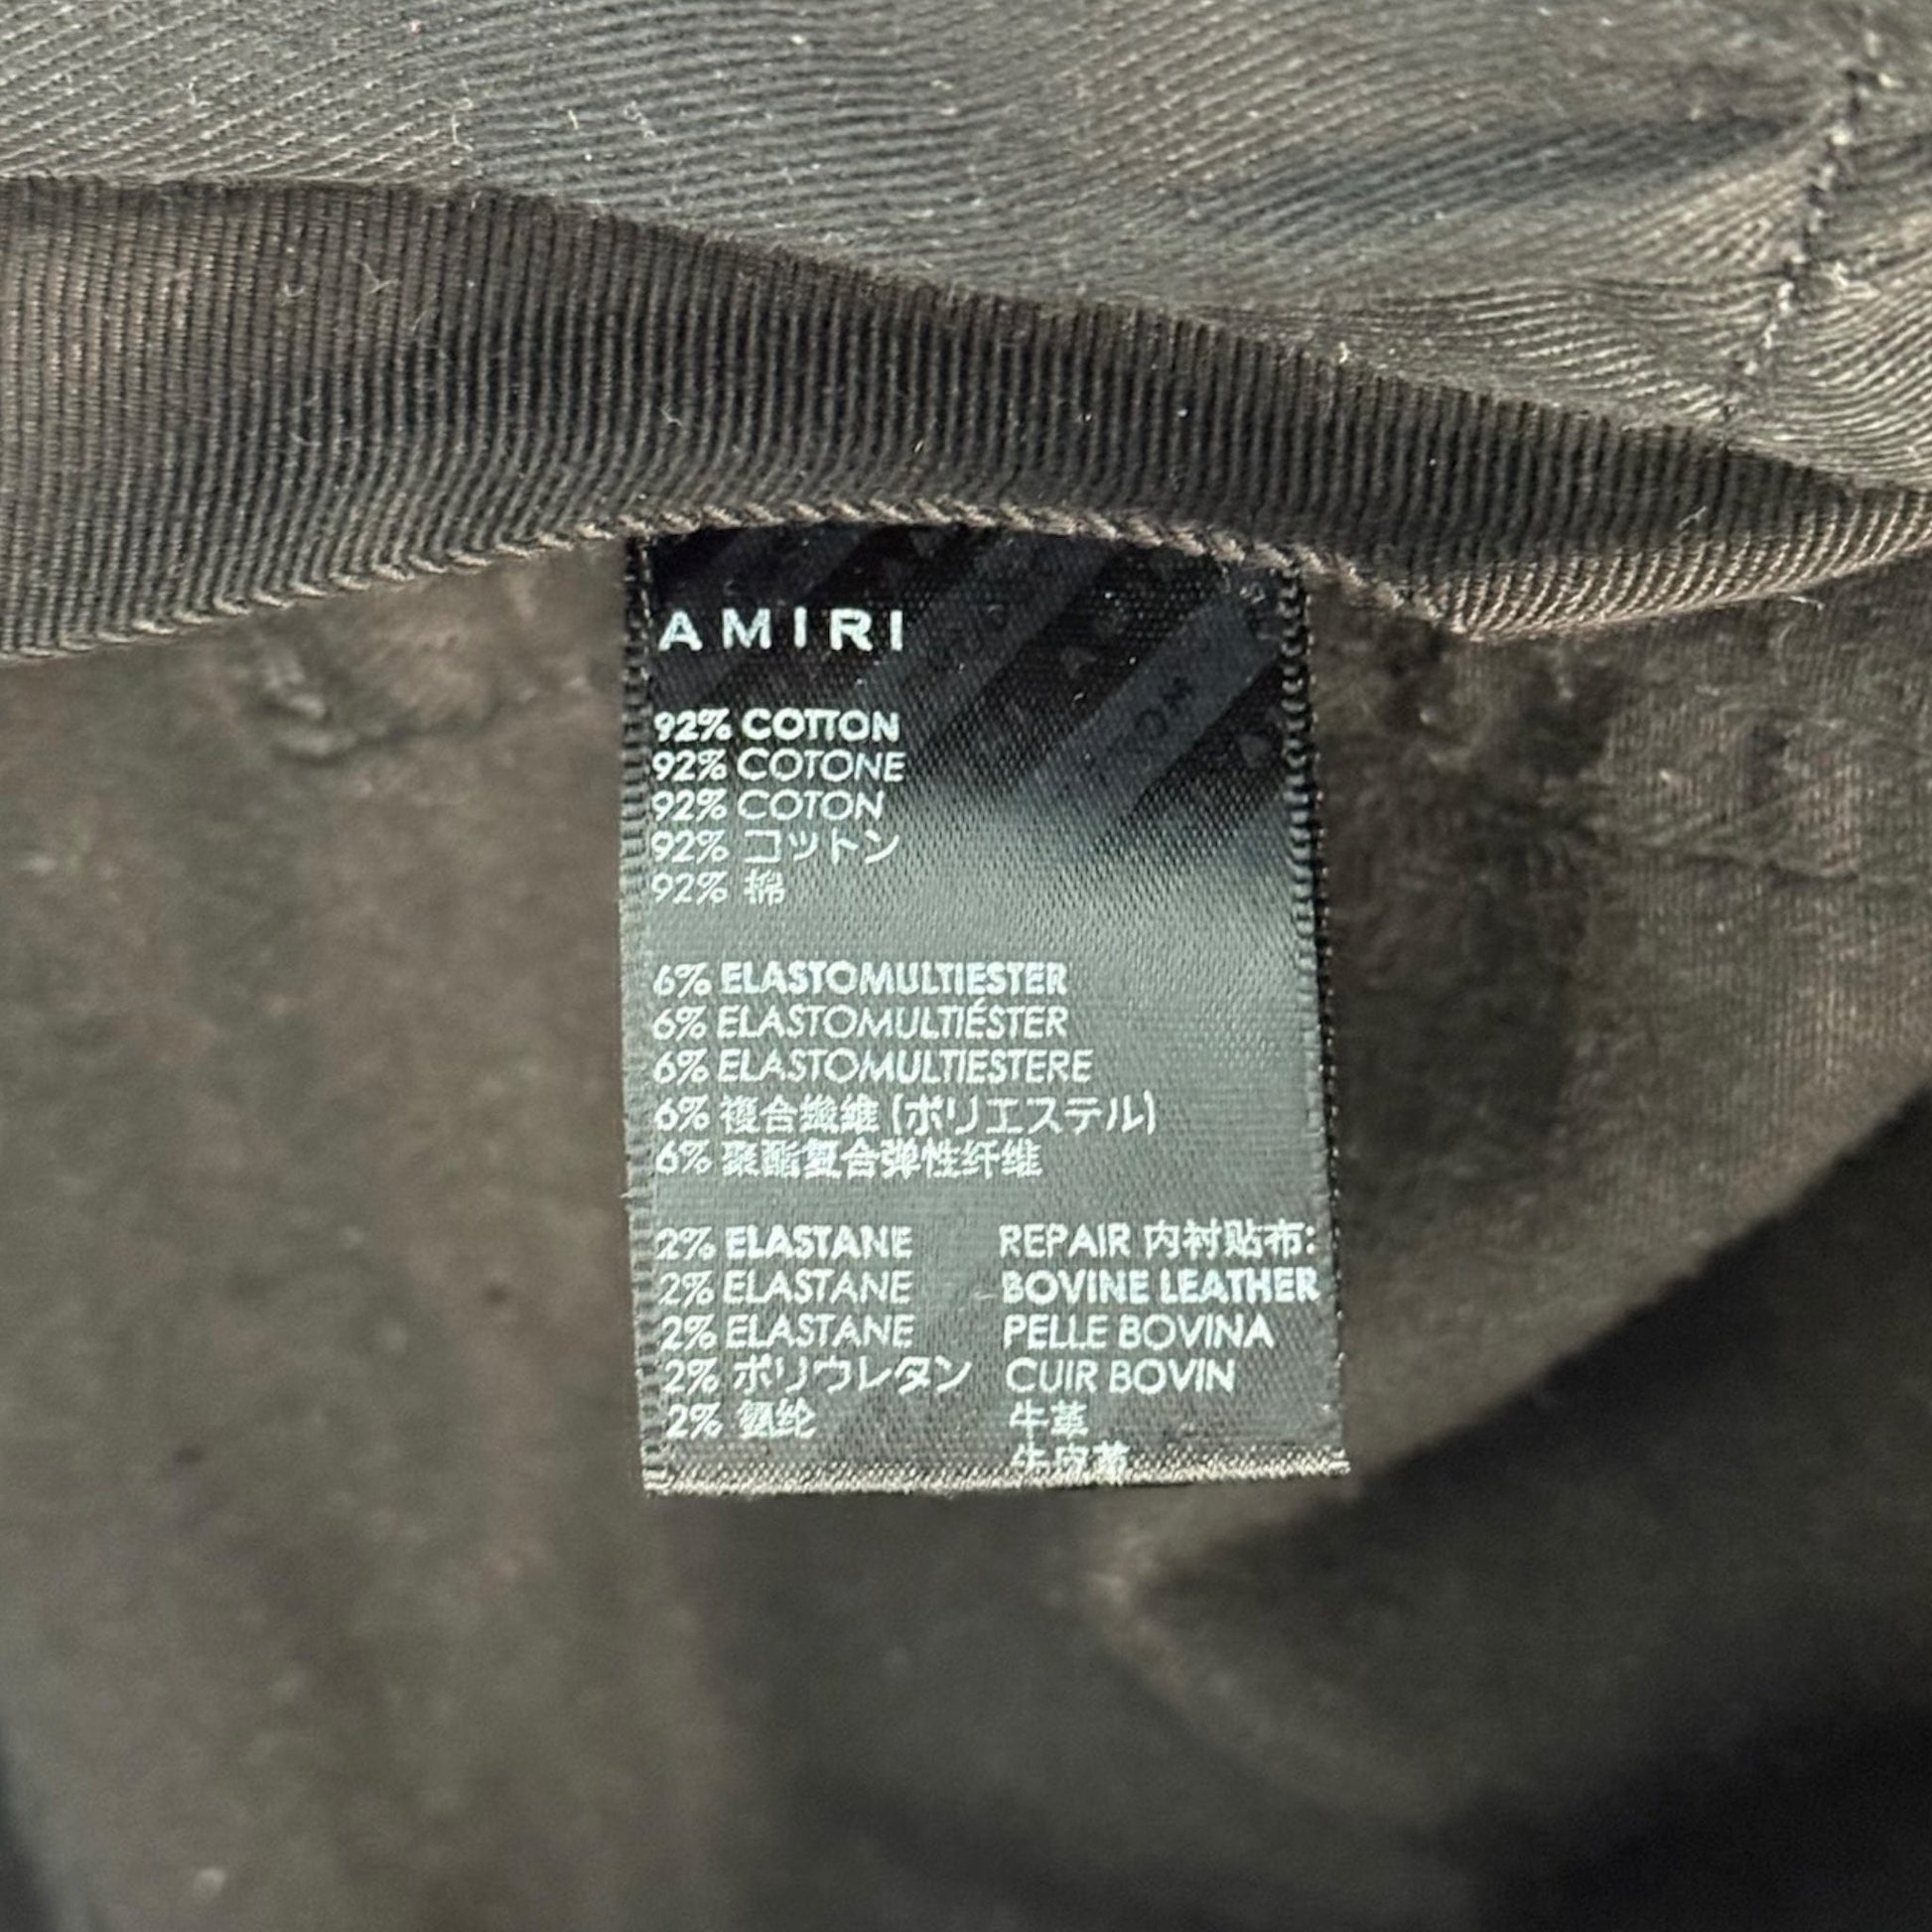 AMIRI
92% COTTON
92% COTONE
92% COTON
92% コットン
92% 棉
6% ELASTOMULTIESTER
6% ELASTOMULTIÉSTER
6% ELASTOMULTIESTERE
6% 複合繊維 (ポリエステル)
6% 聚酯复合弹性纤维
2% ELASTANE
2% ELASTANE
2% ELASTANE
2% ポリウレタン
2% 氨纶
REPAIR 内衬贴布:
BOVINE LEATHER
PELLE BOVINA
CUIR BOVIN
牛革
牛皮革